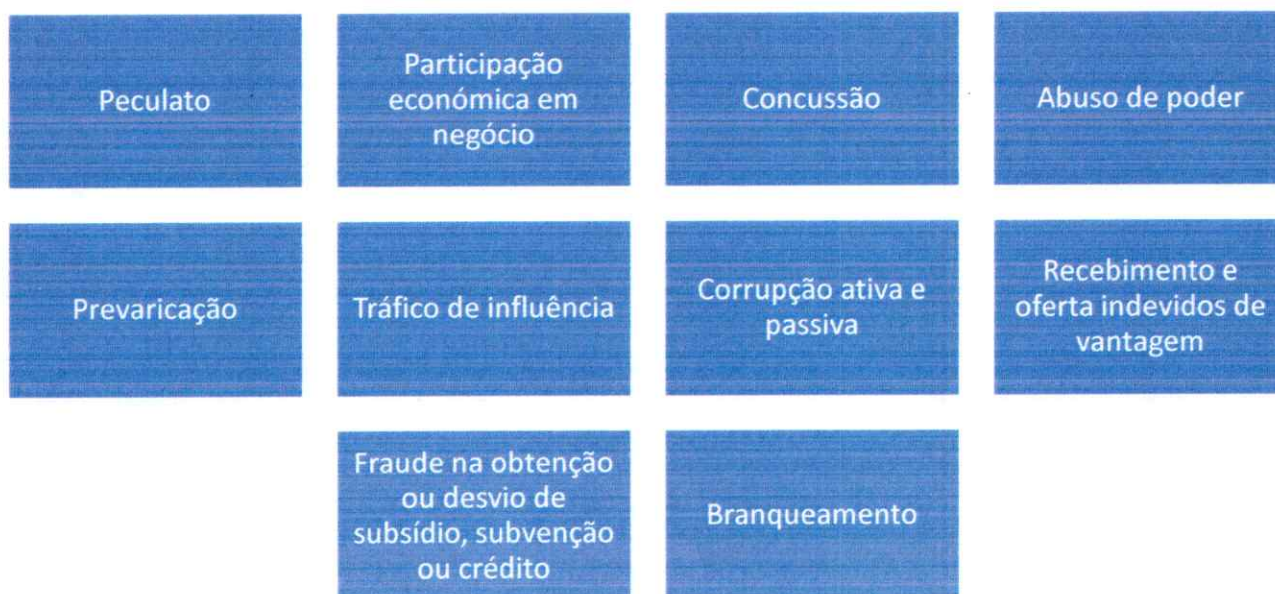 Peculato
Participação
económica em
negócio
Concussão
Abuso de poder
Prevaricação
Tráfico de influência
Corrupção ativa e
passiva
Recebimento e
oferta indevidos de
vantagem
Fraude na obtenção
ou desvio de
subsídio, subvenção
ou crédito
Branqueamento